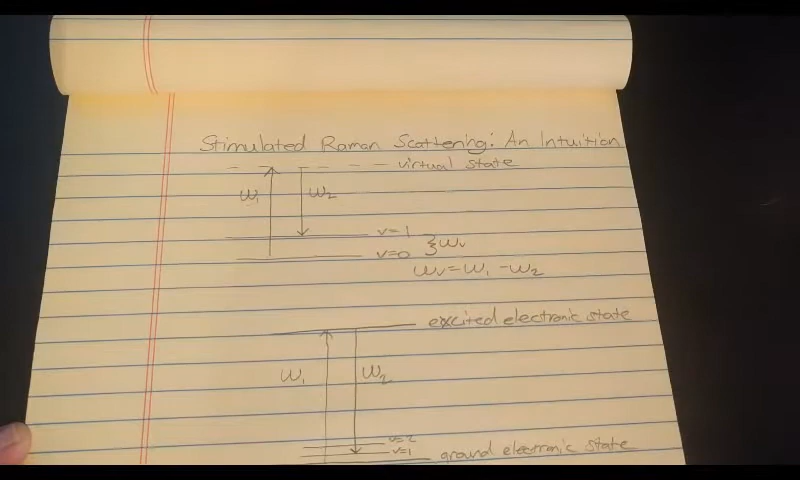 Stimulated Raman Scattering: An Intuition
virtual state
ω₁ ω₂
v=1
v=0 } ωv
ωv = ω₁ - ω₂
excited electronic state
ω₁ ω₂
v=2
v=1 ground electronic state